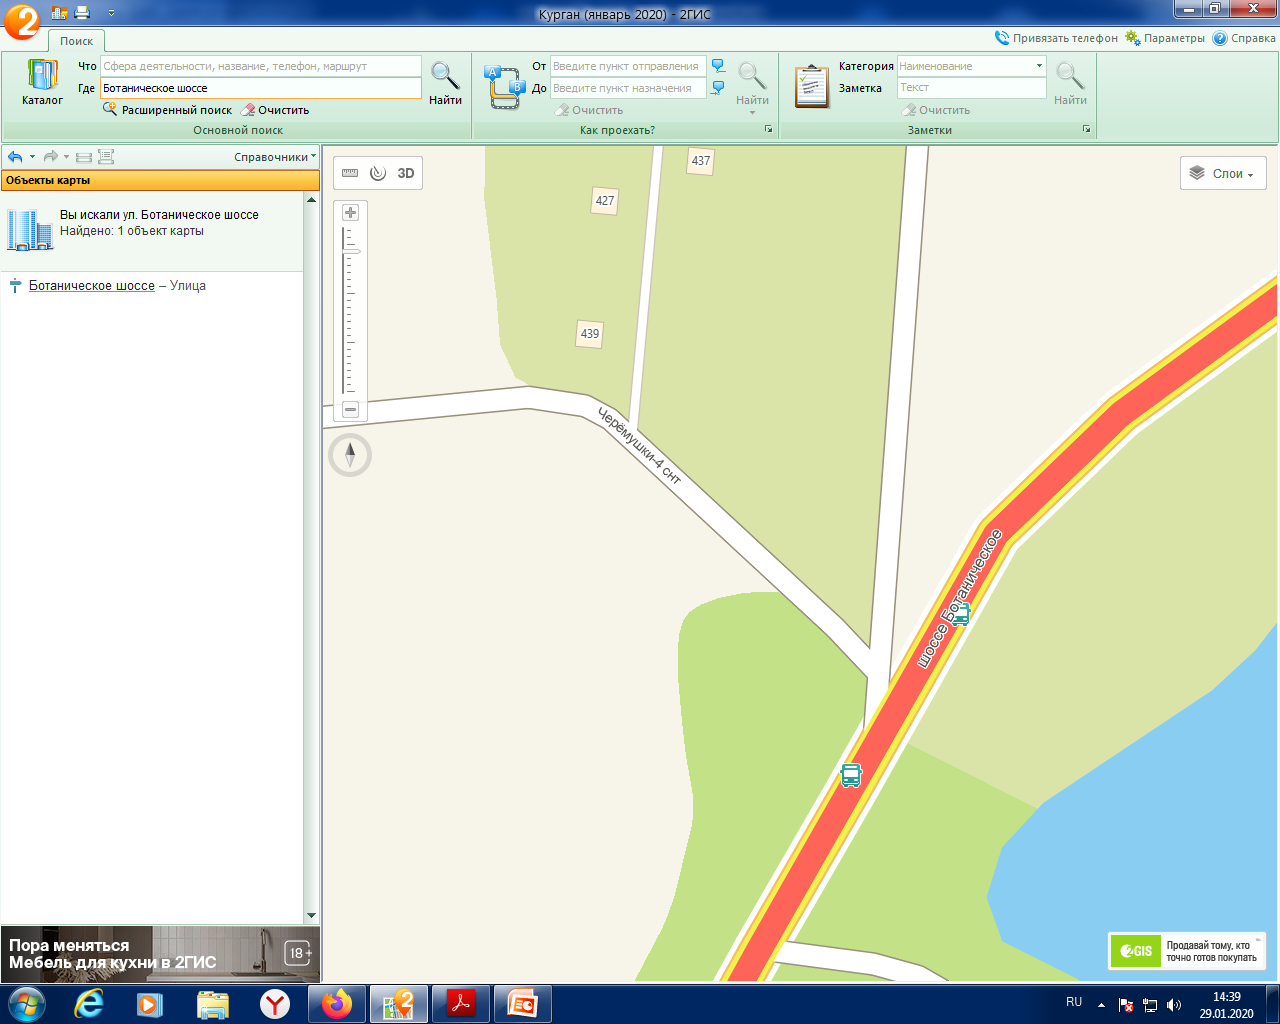 Курган (январь 2020) - 2ГИС
Поиск
Привязать телефон
Параметры
Справка
Каталог
Что
Сфера деятельности, название, телефон, маршрут
Где
Ботаническое шоссе
Расширенный поиск
Очистить
Найти
Основной поиск
От
Введите пункт отправления
До
Введите пункт назначения
Очистить
Найти
Как проехать?
Категория
Наименование
Заметка
Текст
Очистить
Найти
Заметки
Справочники
Объекты карты
Вы искали ул. Ботаническое шоссе
Найдено: 1 объект карты
Ботаническое шоссе – Улица
3D
Слои
437
427
439
Черёмушки-4 снт
шоссе Ботаническое
Пора меняться
Мебель для кухни в 2ГИС
18+
2GIS
Продавай тому, кто
точно готов покупать
RU
14:39
29.01.2020